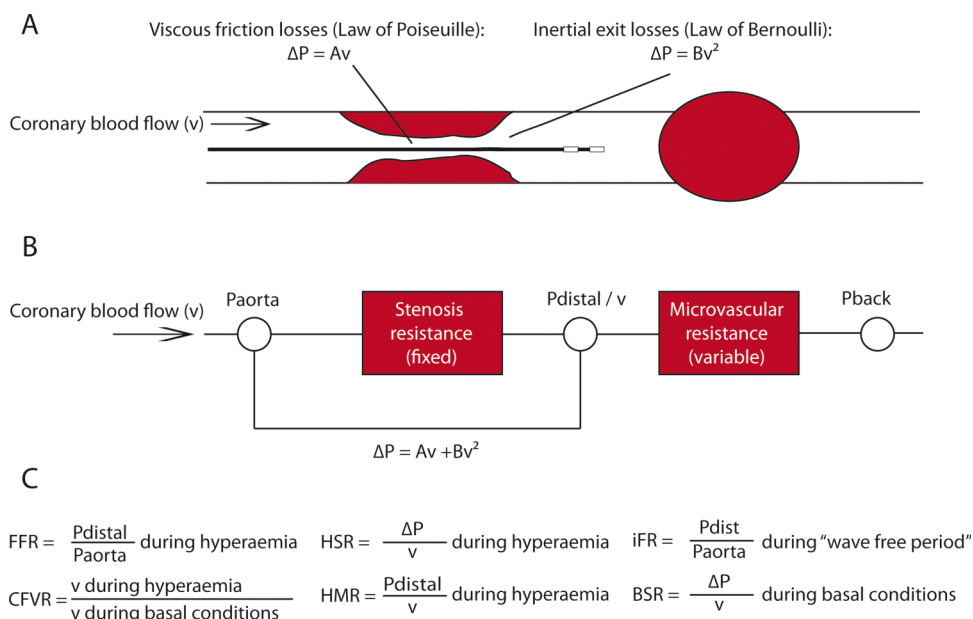 A
Viscous friction losses (Law of Poiseuille):
ΔP = Av
Inertial exit losses (Law of Bernoulli):
ΔP = Bv²
Coronary blood flow (v)
B
Coronary blood flow (v)
Paorta
Stenosis
resistance
(fixed)
Pdistal / v
Microvascular
resistance
(variable)
Pback
ΔP = Av +Bv²
C
FFR = Pdistal / Paorta during hyperaemia
HSR = ΔP / v during hyperaemia
iFR = Pdist / Paorta during "wave free period"
CFVR = v during hyperaemia / v during basal conditions
HMR = Pdistal / v during hyperaemia
BSR = ΔP / v during basal conditions